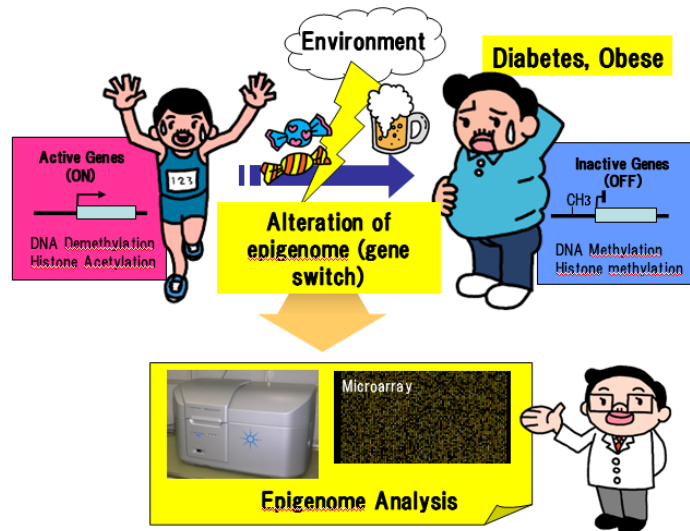 Environment
Diabetes, Obese
Active Genes
(ON)
DNA Demethylation
Histone Acetylation
123
Alteration of
epigenome (gene
switch)
Inactive Genes
(OFF)
CH3
DNA Methylation
Histone methylation
Microarray
Epigenome Analysis